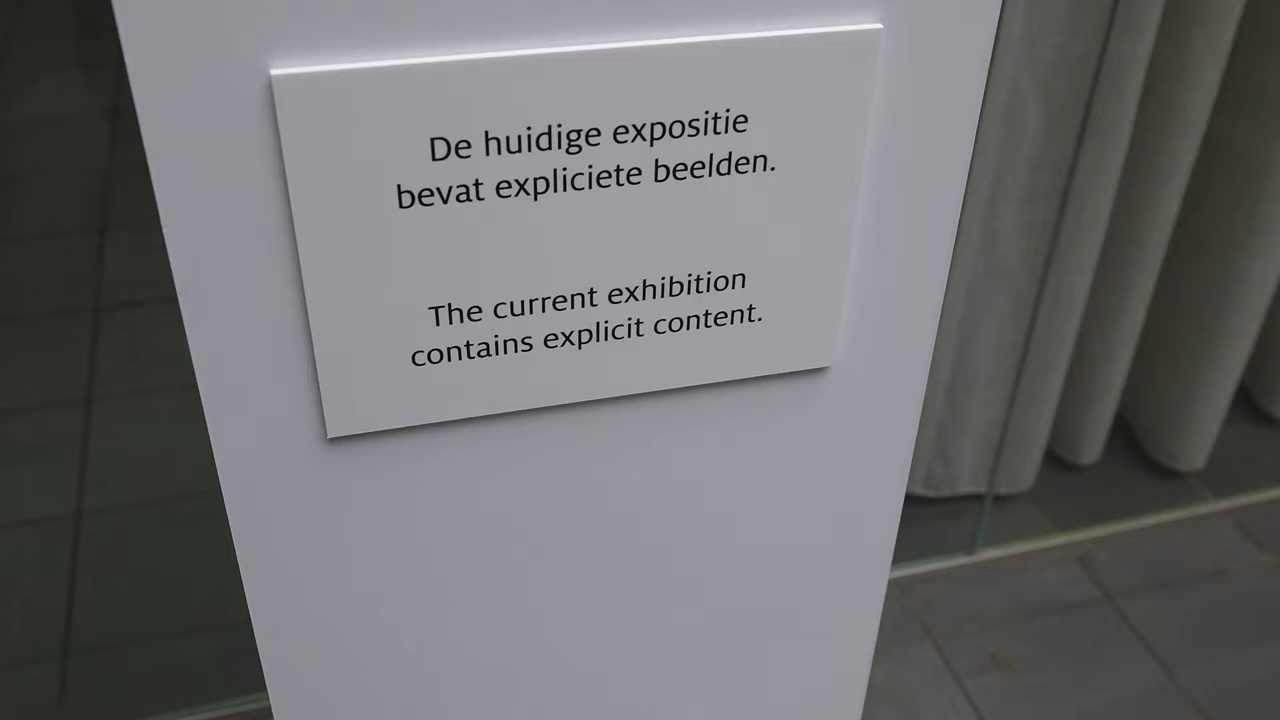 De huidige expositie
bevat expliciete beelden.
The current exhibition
contains explicit content.